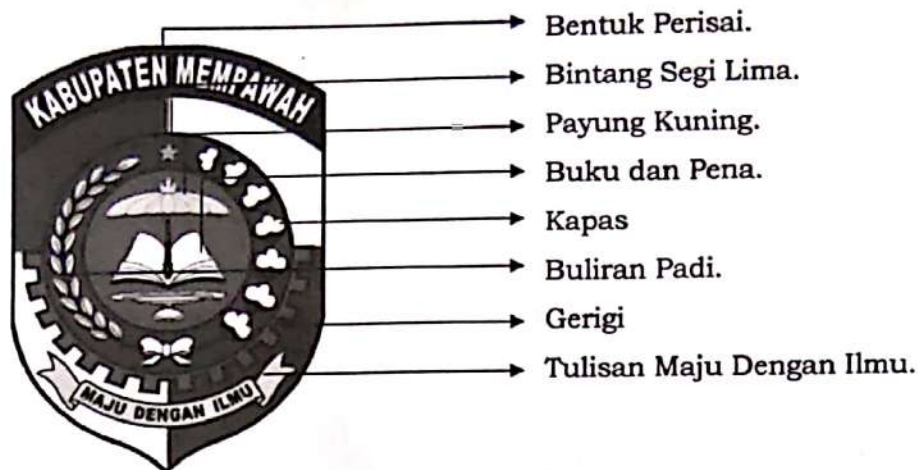 KABUPATEN MEMPAWAH
Bentuk Perisai.
Bintang Segi Lima.
Payung Kuning.
Buku dan Pena.
Kapas
Buliran Padi.
Gerigi
Tulisan Maju Dengan Ilmu.
MAJU DENGAN ILMU